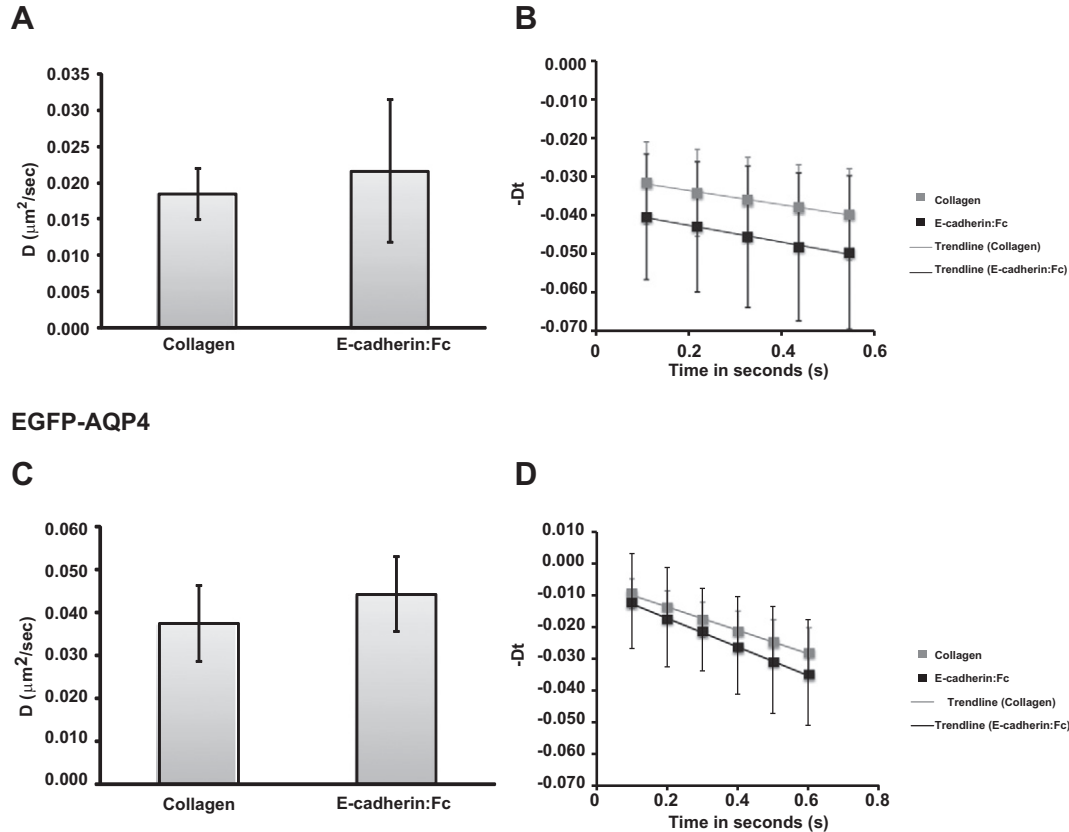 A
D (μm²/sec)
0.035
0.030
0.025
0.020
0.015
0.010
0.005
0.000
Collagen
E-cadherin:Fc
B
-Dt
0.000
-0.010
-0.020
-0.030
-0.040
-0.050
-0.060
-0.070
0
0.2
0.4
0.6
Time in seconds (s)
Collagen
E-cadherin:Fc
Trendline (Collagen)
Trendline (E-cadherin:Fc)
EGFP-AQP4
C
D (μm²/sec)
0.060
0.050
0.040
0.030
0.020
0.010
0.000
Collagen
E-cadherin:Fc
D
-Dt
0.010
0.000
-0.010
-0.020
-0.030
-0.040
-0.050
-0.060
-0.070
0
0.2
0.4
0.6
0.8
Time in seconds (s)
Collagen
E-cadherin:Fc
Trendline (Collagen)
Trendline (E-cadherin:Fc)